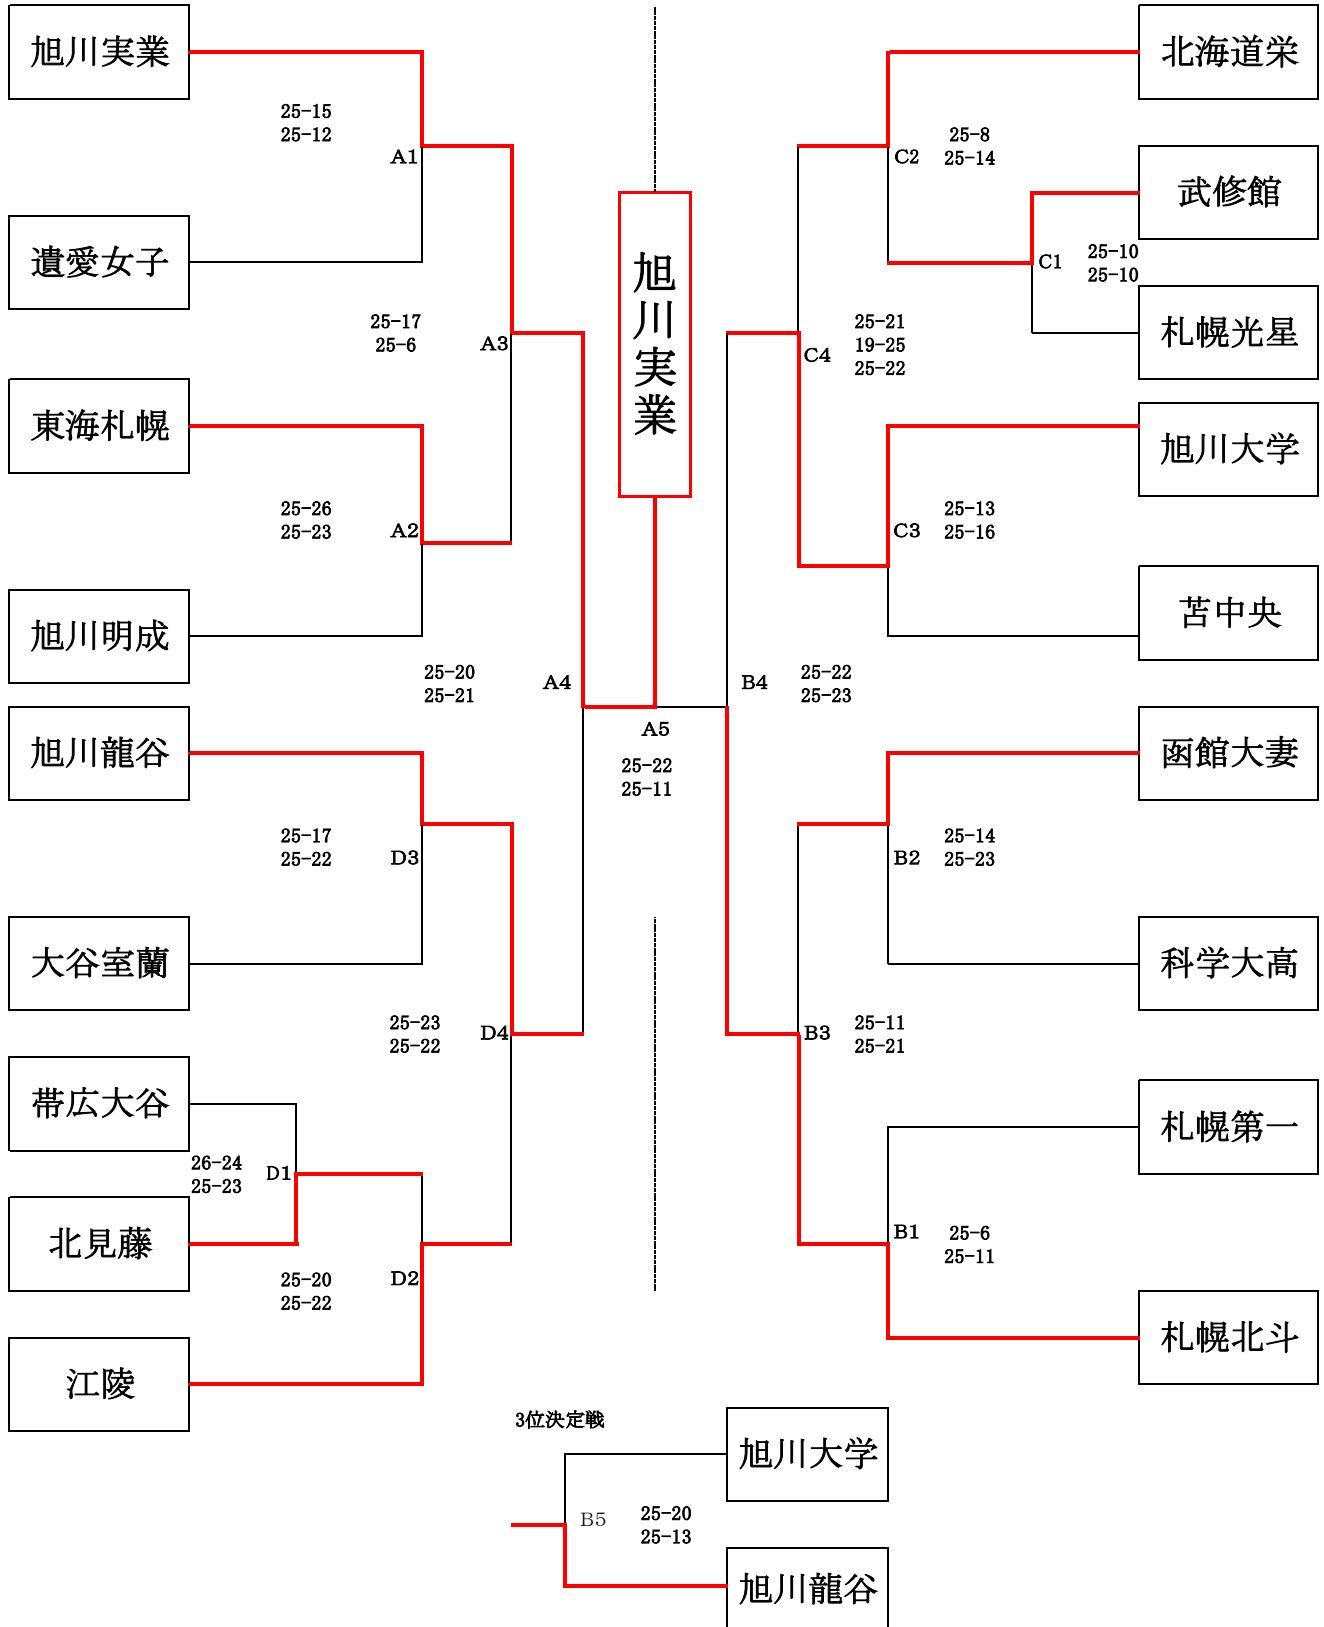 旭川実業
25-15
25-12
A1
遺愛女子
25-17
25-6
A3
東海札幌
25-26
25-23
A2
旭川明成
25-20
25-21
A4
旭川龍谷
25-17
25-22
D3
大谷室蘭
25-23
25-22
D4
帯広大谷
26-24
25-23
D1
北見藤
25-20
25-22
D2
江陵
旭川実業
A5
25-22
25-11
北海道栄
C2
25-8
25-14
武修館
C1
25-10
25-10
札幌光星
C4
25-21
19-25
25-22
旭川大学
C3
25-13
25-16
苫中央
B4
25-22
25-23
函館大妻
B2
25-14
25-23
科学大高
B3
25-11
25-21
札幌第一
B1
25-6
25-11
札幌北斗
3位決定戦
旭川大学
B5
25-20
25-13
旭川龍谷